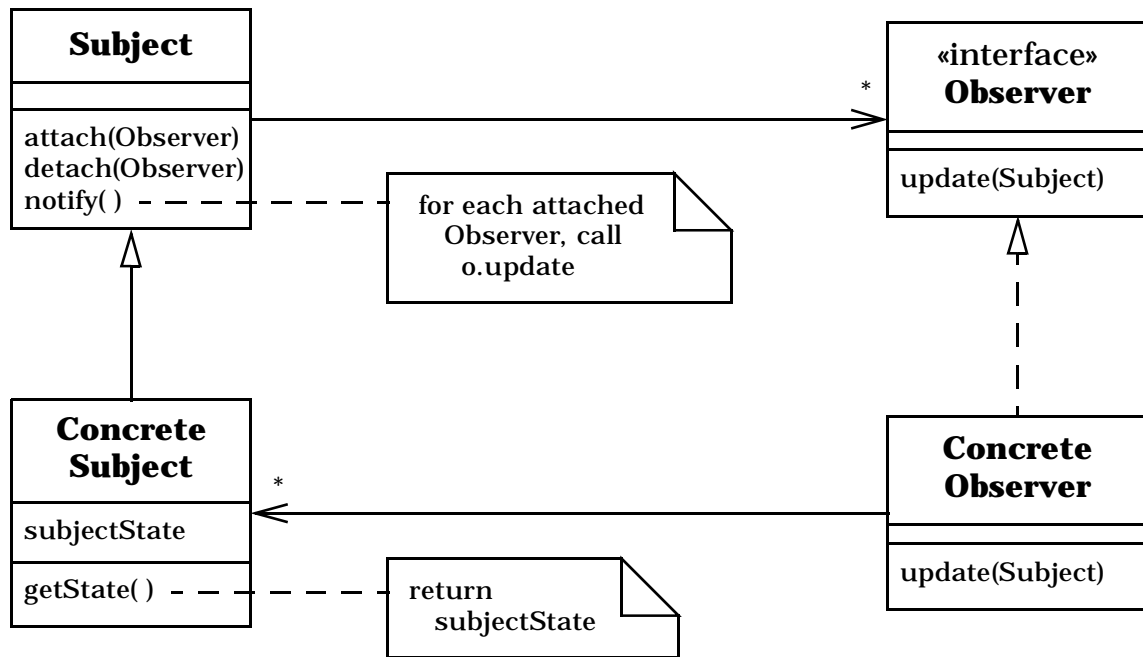 Subject
attach(Observer)
detach(Observer)
notify( )
*
«interface»
Observer
update(Subject)
for each attached
Observer, call
o.update
Concrete
Subject
subjectState
getState( )
*
Concrete
Observer
update(Subject)
return
subjectState